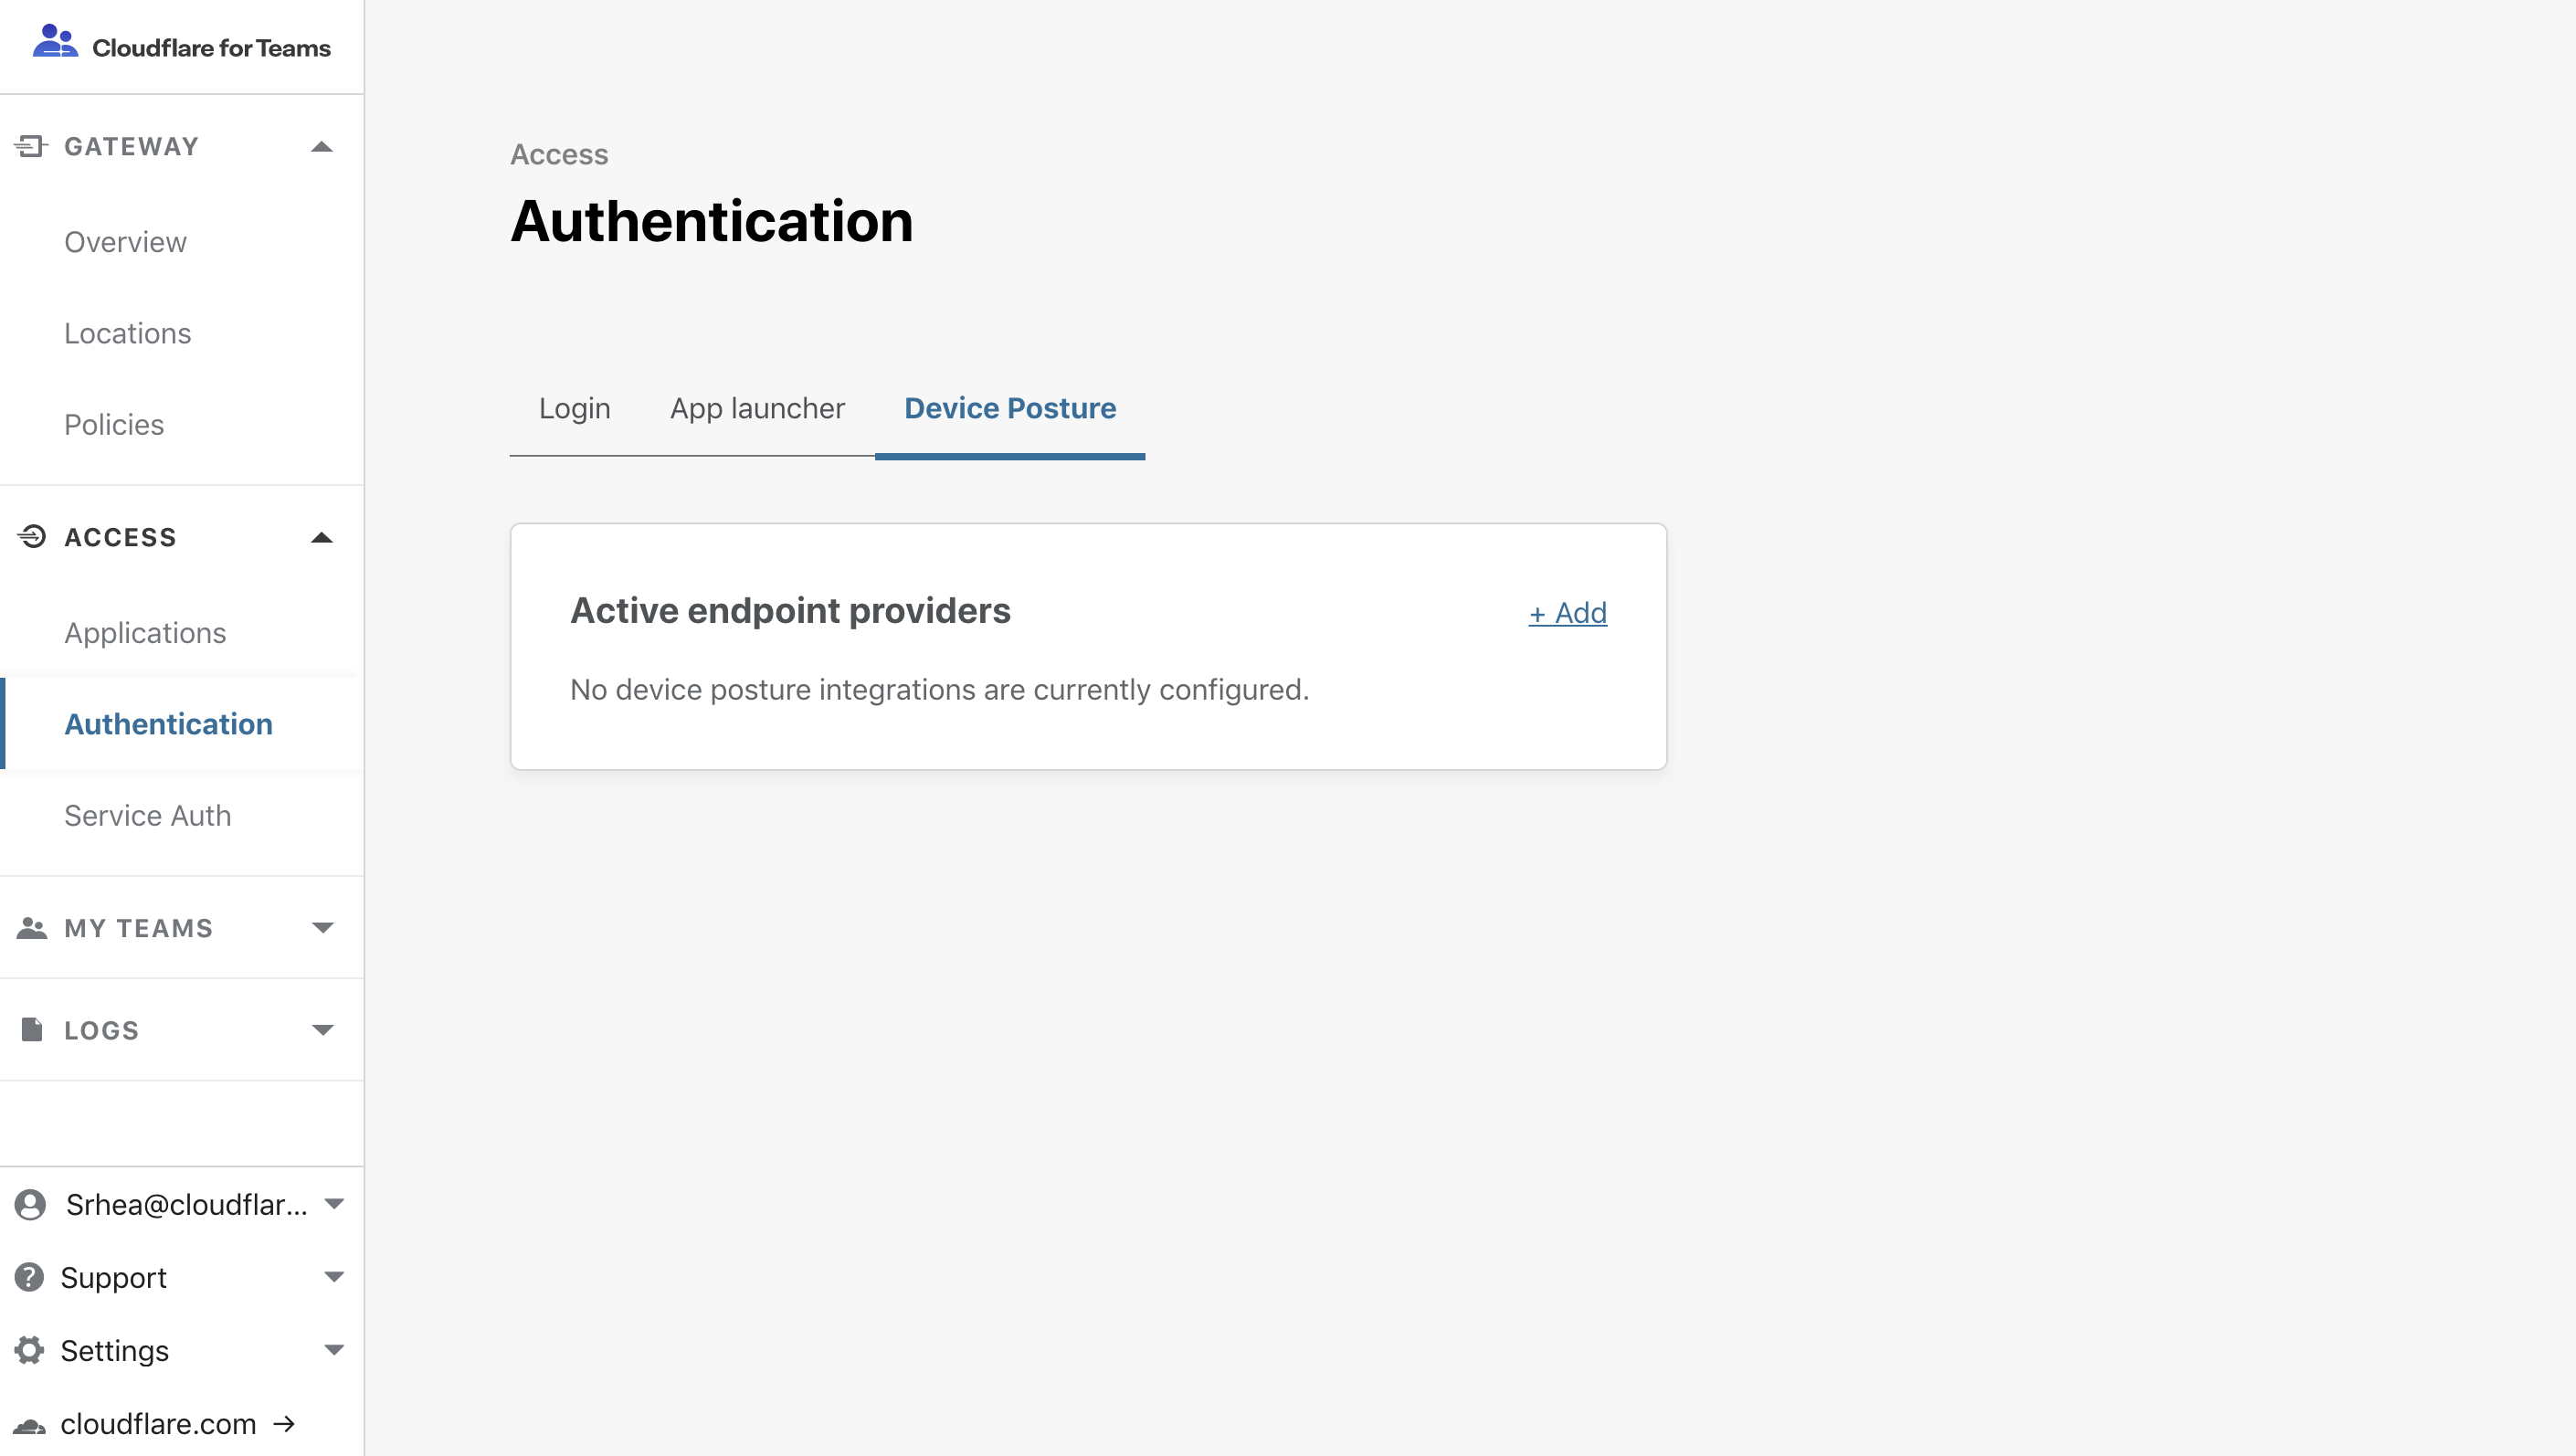 Cloudflare for Teams
GATEWAY
Overview
Locations
Policies
ACCESS
Applications
Authentication
Service Auth
MY TEAMS
LOGS
Srhea@cloudflar...
Support
Settings
cloudflare.com →
Access
Authentication
Login App launcher Device Posture
Active endpoint providers + Add
No device posture integrations are currently configured.